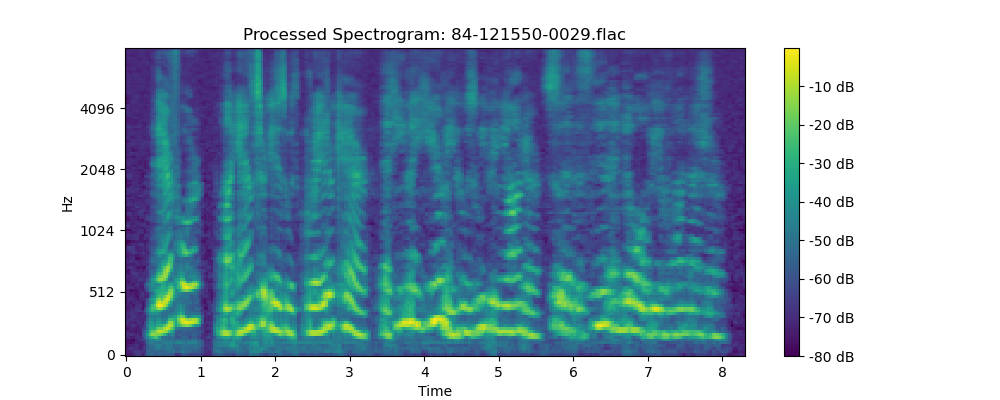 Processed Spectrogram: 84-121550-0029.flac
Hz
4096
2048
1024
512
0
0 1 2 3 4 5 6 7 8
Time
-10 dB
-20 dB
-30 dB
-40 dB
-50 dB
-60 dB
-70 dB
-80 dB